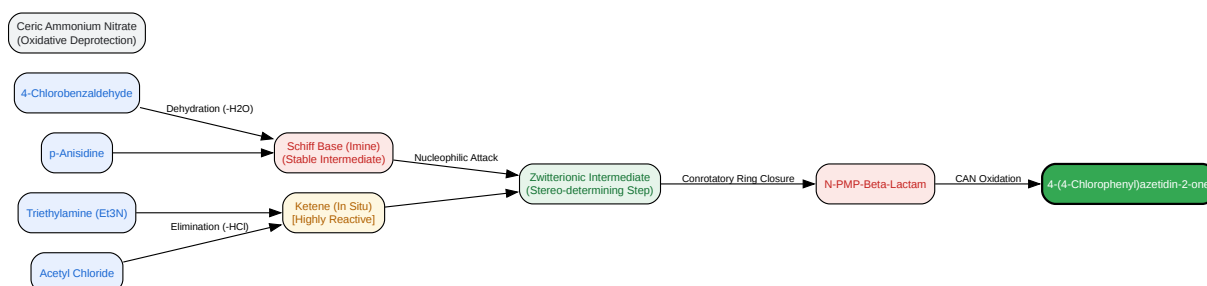 Ceric Ammonium Nitrate
(Oxidative Deprotection)
4-Chlorobenzaldehyde
Dehydration (-H2O)
p-Anisidine
Schiff Base (Imine)
(Stable Intermediate)
Nucleophilic Attack
Zwitterionic Intermediate
(Stereo-determining Step)
Conrotatory Ring Closure
N-PMP-Beta-Lactam
CAN Oxidation
4-(4-Chlorophenyl)azetidin-2-one
Triethylamine (Et3N)
Ketene (In Situ)
[Highly Reactive]
Elimination (-HCl)
Acetyl Chloride